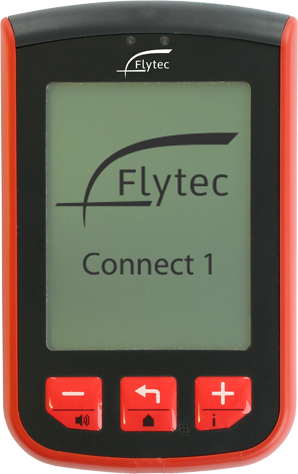 Flytec
Flytec
Connect 1
− +
i